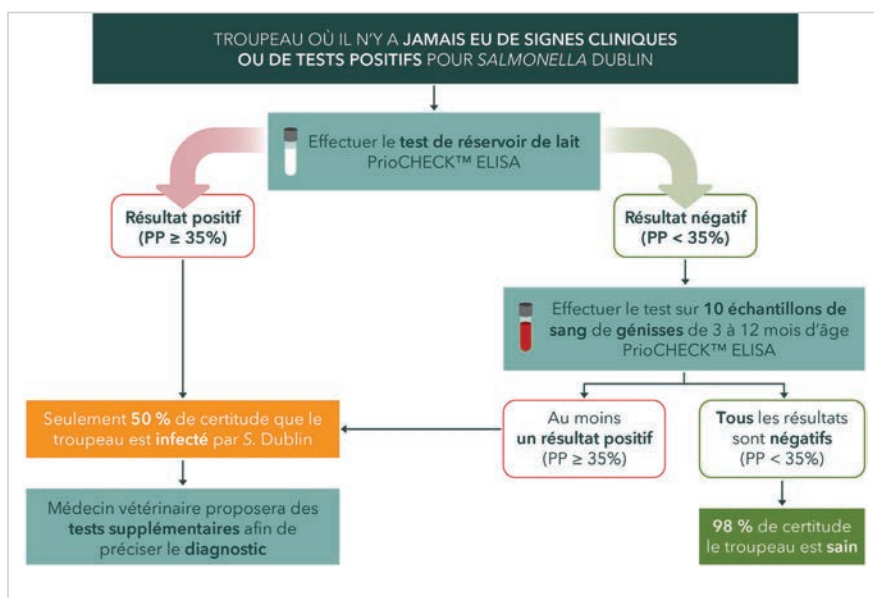 TROUPEAU OÙ IL N'Y A JAMAIS EU DE SIGNES CLINIQUES
OU DE TESTS POSITIFS POUR SALMONELLA DUBLIN
Effectuer le test de réservoir de lait
PrioCHECK™ ELISA
Résultat positif
(PP ≥ 35%)
Résultat négatif
(PP < 35%)
Effectuer le test sur 10 échantillons de
sang de génisses de 3 à 12 mois d'âge
PrioCHECK™ ELISA
Seulement 50 % de certitude que le
troupeau est infecté par S. Dublin
Au moins
un résultat positif
(PP ≥ 35%)
Tous les résultats
sont négatifs
(PP < 35%)
Médecin vétérinaire proposera des
tests supplémentaires afin de
préciser le diagnostic
98 % de certitude
le troupeau est sain